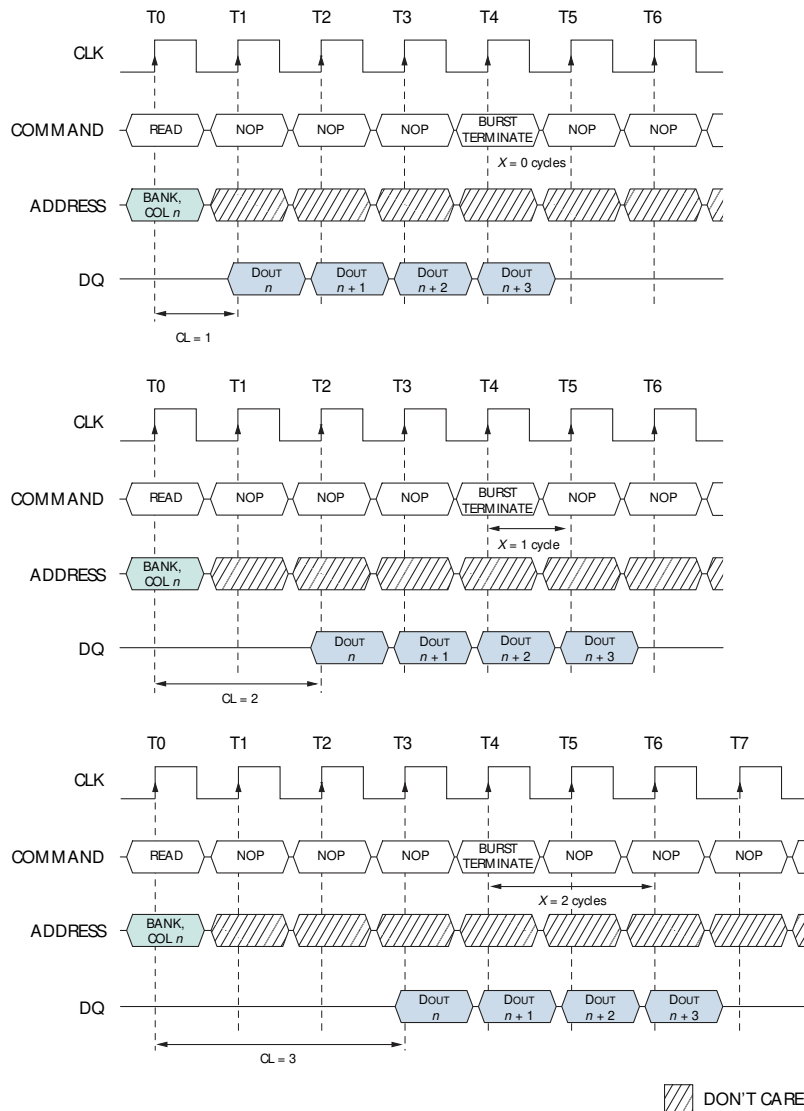 T0 T1 T2 T3 T4 T5 T6
CLK
COMMAND READ NOP NOP NOP BURST TERMINATE NOP NOP
X = 0 cycles
ADDRESS BANK, COL n
DQ DOUT n DOUT n + 1 DOUT n + 2 DOUT n + 3
CL = 1
T0 T1 T2 T3 T4 T5 T6
CLK
COMMAND READ NOP NOP NOP BURST TERMINATE NOP NOP
X = 1 cycle
ADDRESS BANK, COL n
DQ DOUT n DOUT n + 1 DOUT n + 2 DOUT n + 3
CL = 2
T0 T1 T2 T3 T4 T5 T6 T7
CLK
COMMAND READ NOP NOP NOP BURST TERMINATE NOP NOP NOP
X = 2 cycles
ADDRESS BANK, COL n
DQ DOUT n DOUT n + 1 DOUT n + 2 DOUT n + 3
CL = 3
DON'T CARE